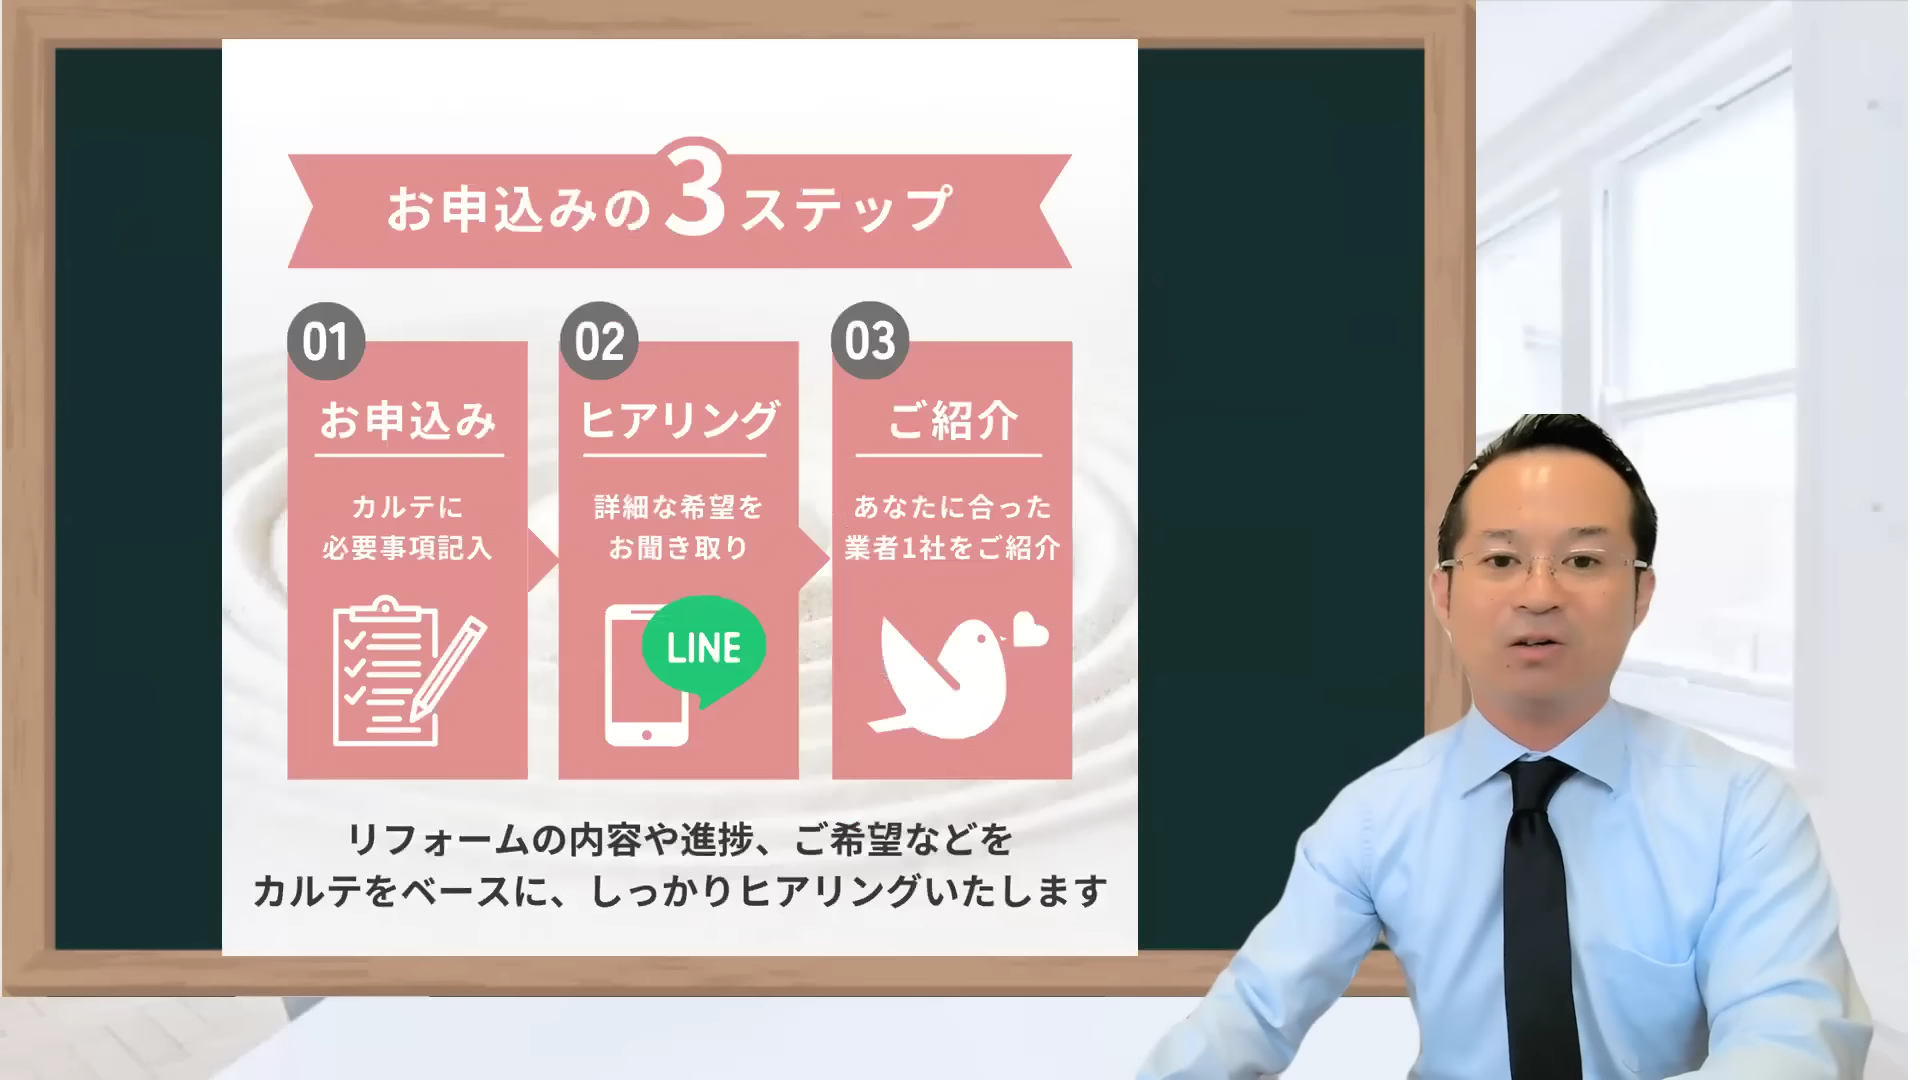 お申込みの3ステップ
01
お申込み
カルテに
必要事項記入
02
ヒアリング
詳細な希望を
お聞き取り
LINE
03
ご紹介
あなたに合った
業者1社をご紹介
リフォームの内容や進捗、ご希望などを
カルテをベースに、しっかりヒアリングいたします